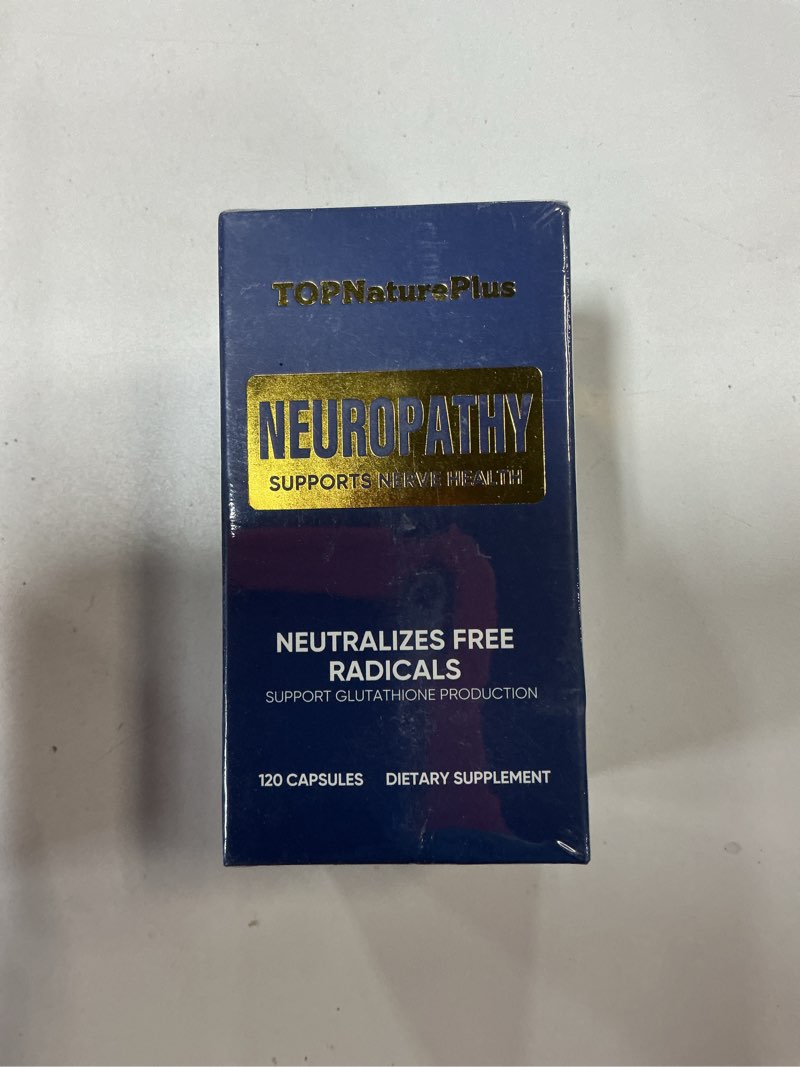 TOPNaturePlus
NEUROPATHY
SUPPORTS NERVE HEALTH
NEUTRALIZES FREE
RADICALS
SUPPORT GLUTATHIONE PRODUCTION
120 CAPSULES DIETARY SUPPLEMENT